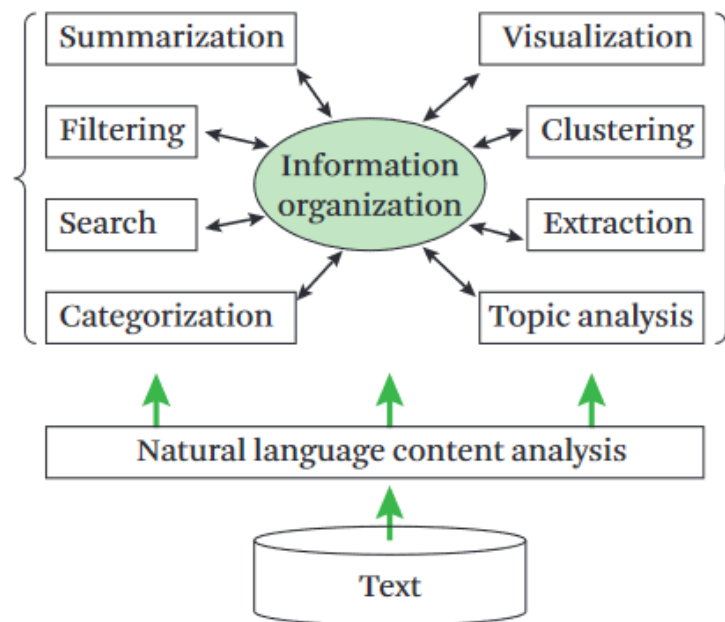 Summarization
Visualization
Filtering
Clustering
Information
organization
Search
Extraction
Categorization
Topic analysis
Natural language content analysis
Text